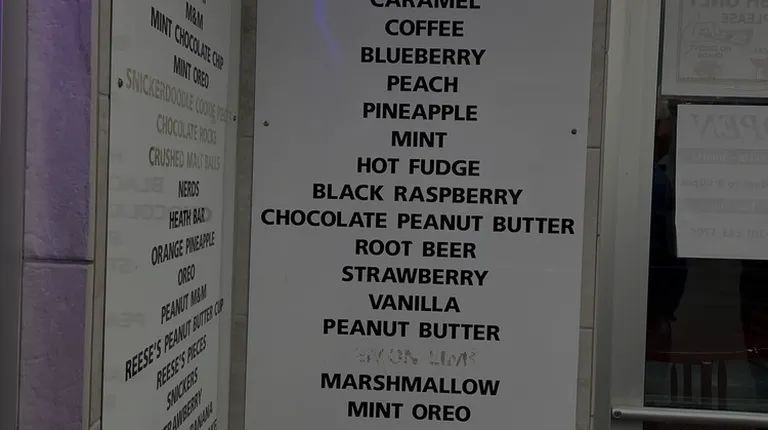 M&M
MINT CHOCOLATE CHIP
MINT OREO
SNICKERDOODLE COOKIE
CHOCOLATE ROCKS
CRUSHED MALT BALLS
NERDS
HEATH BAR
ORANGE PINEAPPLE
OREO
PEANUT M&M
REESE'S PEANUT BUTTER CUP
REESE'S PIECES
SNICKERS
STRAWBERRY
BANANA
CARAMEL
COFFEE
BLUEBERRY
PEACH
PINEAPPLE
MINT
HOT FUDGE
BLACK RASPBERRY
CHOCOLATE PEANUT BUTTER
ROOT BEER
STRAWBERRY
VANILLA
PEANUT BUTTER
MARSHMALLOW
MINT OREO